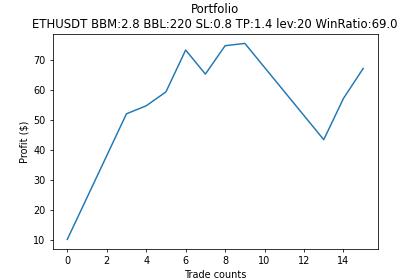 Portfolio
ETHUSDT BBM:2.8 BBL:220 SL:0.8 TP:1.4 lev:20 WinRatio:69.0
Profit ($)
70
60
50
40
30
20
10
0 2 4 6 8 10 12 14
Trade counts